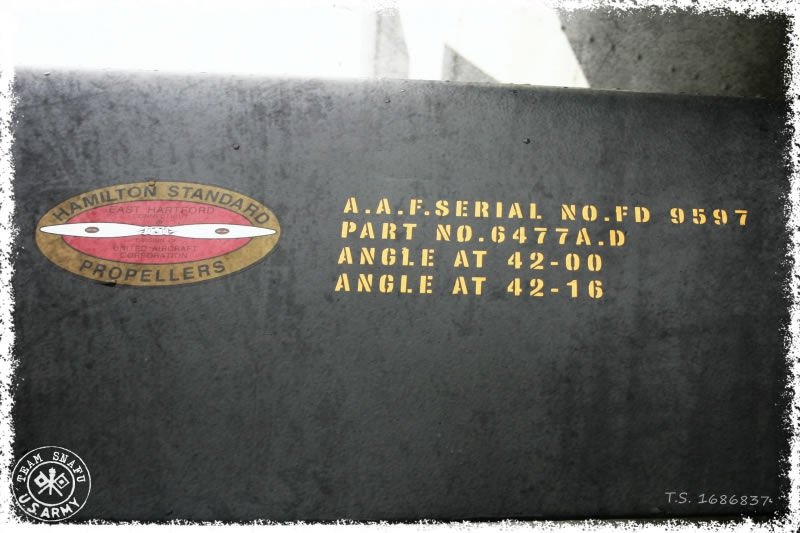 HAMILTON STANDARD
EAST HARTFORD
UNITED AIRCRAFT
CORPORATION
PROPELLERS
A.A.F.SERIAL NO.FD 9597
PART NO.6477A.D
ANGLE AT 42-00
ANGLE AT 42-16
TEAM SNAFU
U.S ARMY
T.S. 1686837